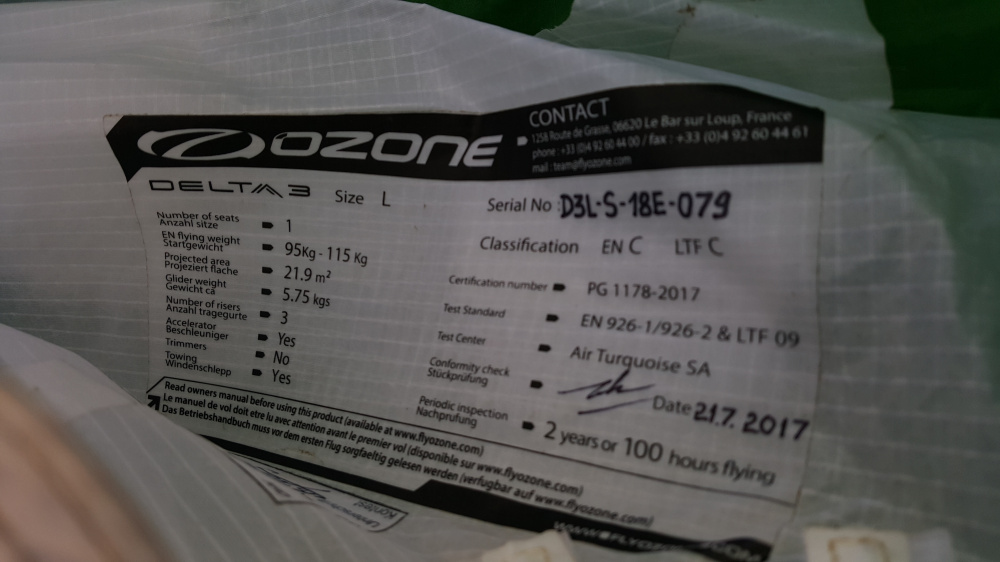 OZONE
CONTACT
1258 Route de Grasse, 06620 Le Bar sur Loup, France
phone : +33 (0)4 92 60 44 00 / fax : +33 (0)4 92 60 44 61
mail : team@flyozone.com
DELTA 3 Size L
Serial No : D3L-S-18E-079
Classification EN C LTF C
Number of seats
Anzahl sitze
1
EN flying weight
Startgewicht
95Kg - 115 Kg
Projected area
Projeziert flache
21.9 m²
Glider weight
Gewicht ca
5.75 kgs
Number of risers
Anzahl tragegurte
3
Accelerator
Beschleuniger
Yes
Trimmers
No
Towing
Windenschlepp
Yes
Certification number PG 1178-2017
Test Standard EN 926-1/926-2 & LTF 09
Test Center Air Turquoise SA
Conformity check
Stückprüfung
Date 21.7. 2017
Periodic inspection
Nachprufung
2 years or 100 hours flying
Read owners manual before using this product (available at www.flyozone.com)
Le manuel de vol doit etre lu avec attention avant le premier vol (disponible sur www.flyozone.com)
Das Betriebshandbuch muss vor dem ersten Flug sorgfaeltig gelesen werden (verfugbar auf www.flyozone.com)